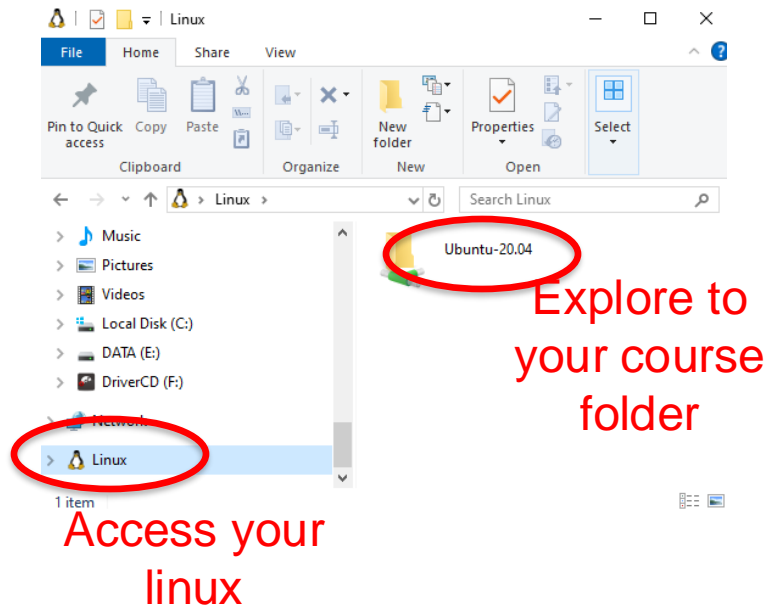 Linux
File Home Share View
Pin to Quick access Copy Paste
New folder Properties Select
Clipboard Organize New Open
Linux Search Linux
Music
Pictures
Videos
Local Disk (C:)
DATA (E:)
DriverCD (F:)
Network
Linux
Ubuntu-20.04
Explore to
your course
folder
1 item
Access your
linux